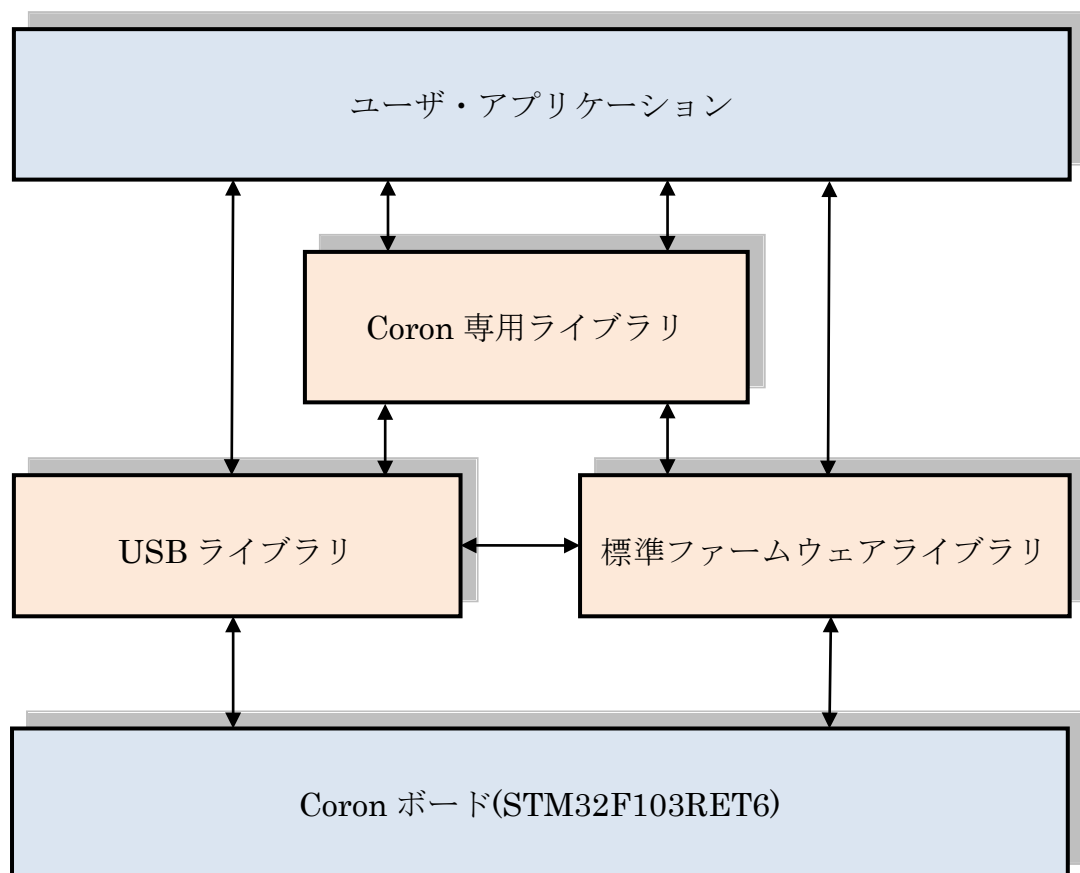 ユーザ・アプリケーション
Coron 専用ライブラリ
USB ライブラリ
標準ファームウェアライブラリ
Coron ボード(STM32F103RET6)